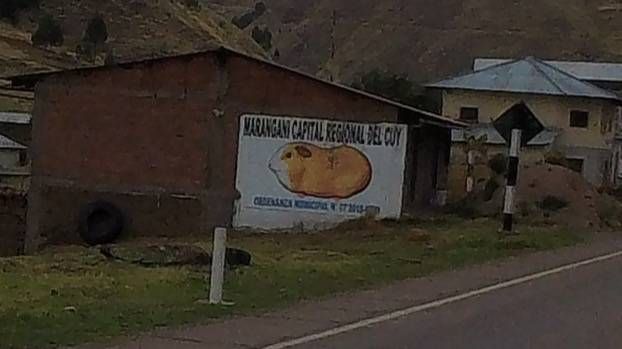 MARANGANI CAPITAL REGIONAL DEL CUY
ORDENANZA MUNICIPAL N.